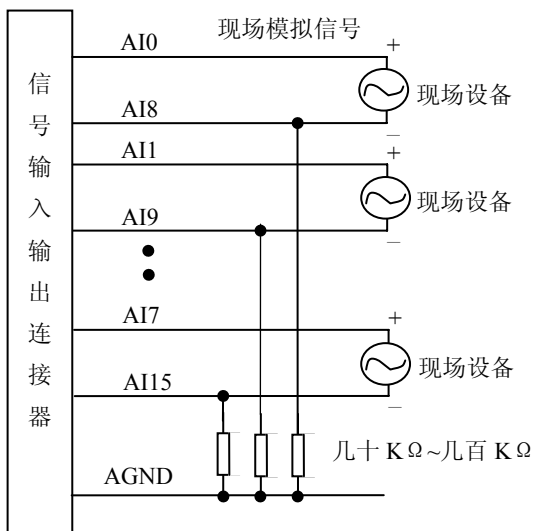 信号输入输出连接器
现场模拟信号
AI0
+
现场设备
AI8
–
AI1
+
现场设备
AI9
–
AI7
+
现场设备
AI15
–
几十 KΩ~几百 KΩ
AGND